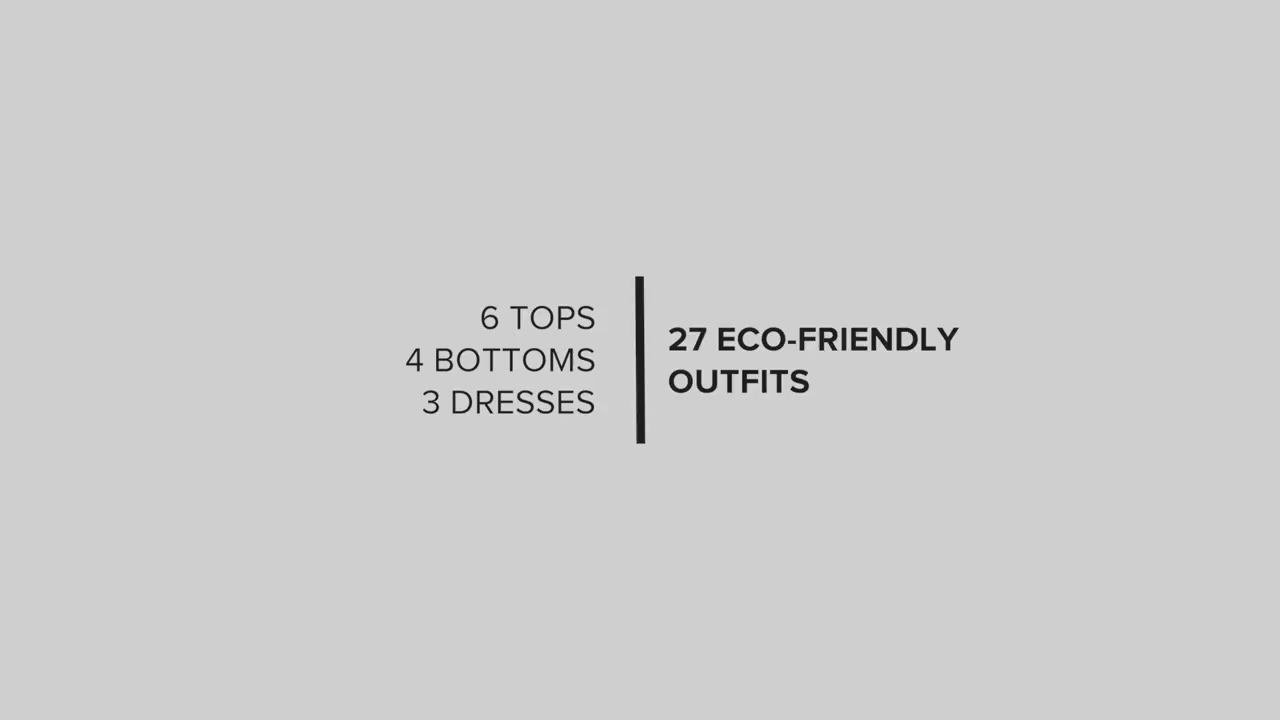 6 TOPS
4 BOTTOMS
3 DRESSES
27 ECO-FRIENDLY
OUTFITS